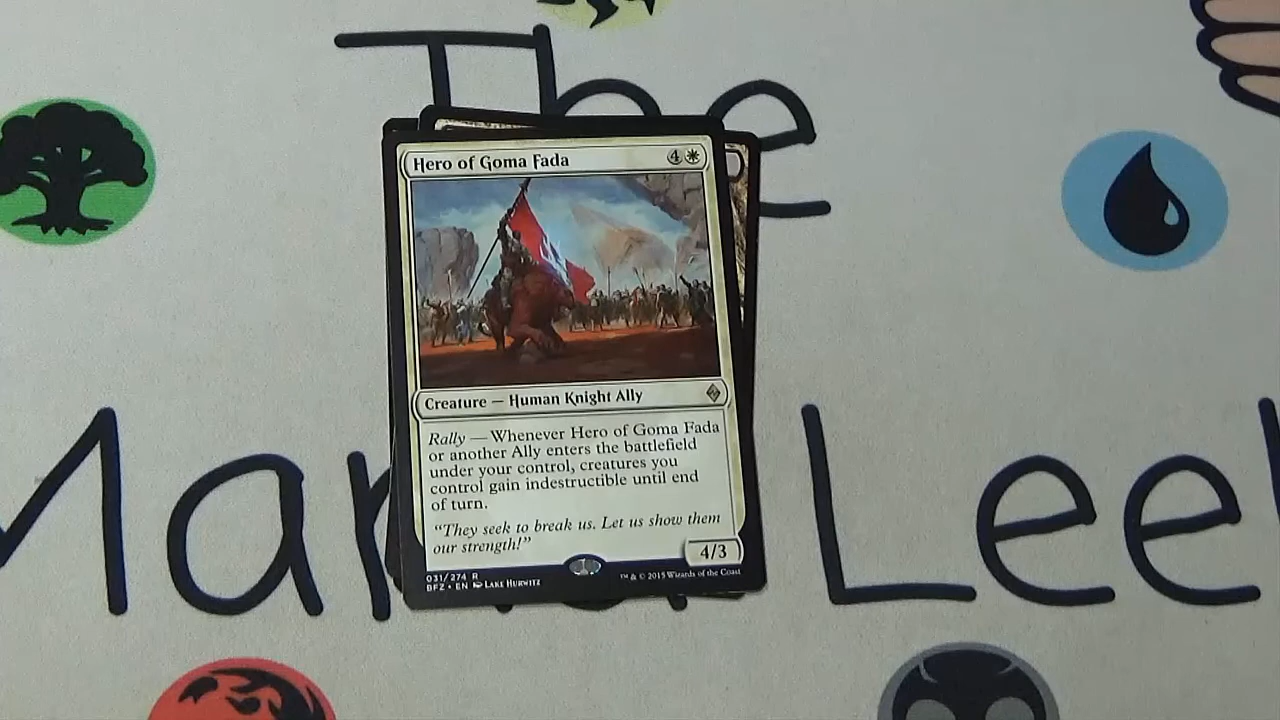 The
Hero of Goma Fada 4
Creature — Human Knight Ally
Rally — Whenever Hero of Goma Fada
or another Ally enters the battlefield
under your control, creatures you
control gain indestructible until end
of turn.
“They seek to break us. Let us show them
our strength!”
4/3
031/274 R
BFZ • EN Lake Hurwitz
™ & © 2015 Wizards of the Coast
Lee